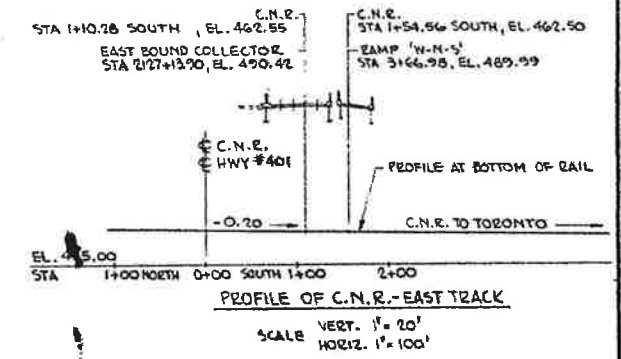 C.N.R.
STA 1+10.28 SOUTH , EL. 462.55
EAST BOUND COLLECTOR
STA 2127+13.90, EL. 490.42
C.N.R.
STA 1+54.56 SOUTH, EL. 462.50
RAMP 'W-N-S'
STA 3+66.98, EL. 489.99
C.N.R.
HWY #401
PROFILE AT BOTTOM OF RAIL
-0.20
C.N.R. TO TORONTO
EL. 5.00
STA 1+00 NORTH 0+00 SOUTH 1+00 2+00
PROFILE OF C.N.R.-EAST TRACK
SCALE VERT. 1"= 20'
HORIZ. 1"= 100'